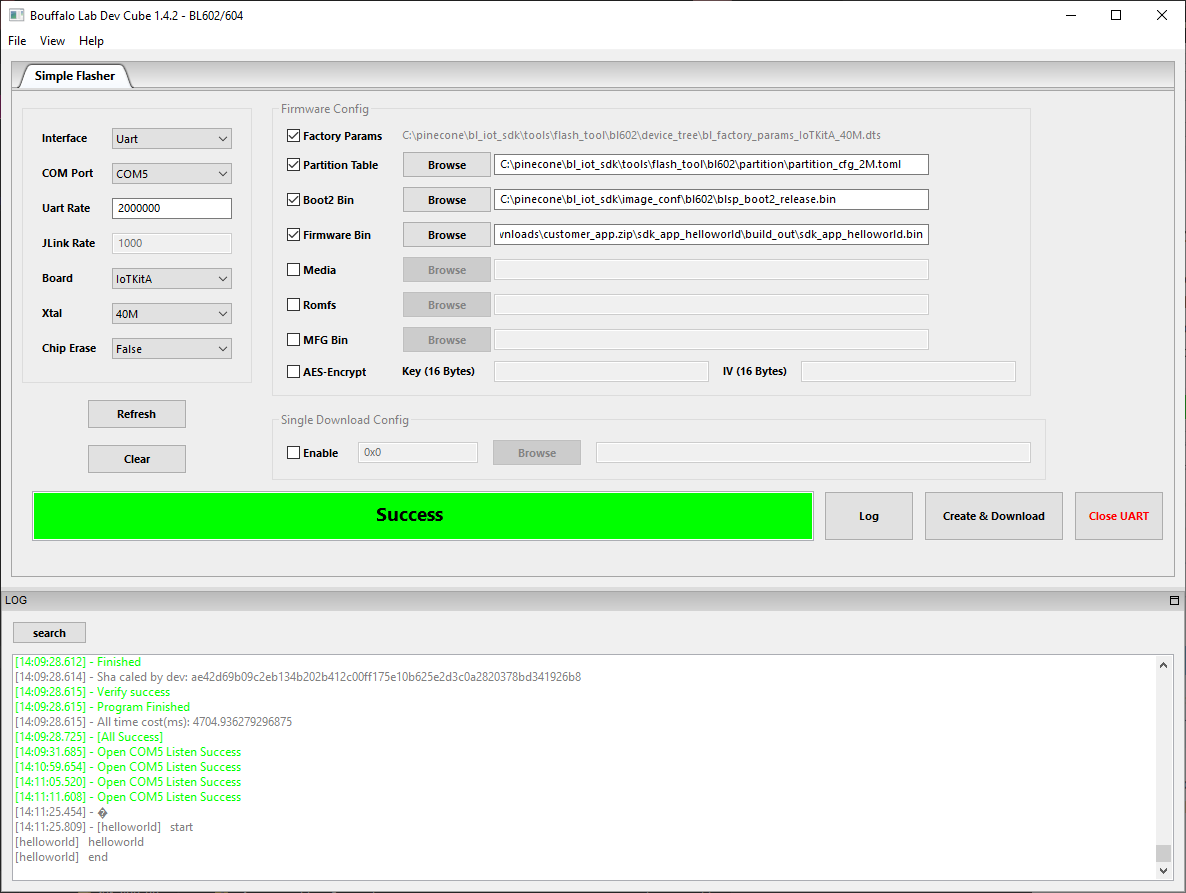 Bouffalo Lab Dev Cube 1.4.2 - BL602/604
File View Help
Simple Flasher
Interface Uart
COM Port COM5
Uart Rate 2000000
JLink Rate 1000
Board IoTKitA
Xtal 40M
Chip Erase False
Refresh
Clear
Firmware Config
Factory Params C:\pinecone\bl_iot_sdk\tools\flash_tool\bl602\device_tree\bl_factory_params_IoTKitA_40M.dts
Partition Table Browse C:\pinecone\bl_iot_sdk\tools\flash_tool\bl602\partition\partition_cfg_2M.toml
Boot2 Bin Browse C:\pinecone\bl_iot_sdk\image_conf\bl602\blsp_boot2_release.bin
Firmware Bin Browse wnloads\customer_app.zip\sdk_app_helloworld\build_out\sdk_app_helloworld.bin
Media Browse
Romfs Browse
MFG Bin Browse
AES-Encrypt Key (16 Bytes) IV (16 Bytes)
Single Download Config
Enable 0x0 Browse
Success Log Create & Download Close UART
LOG
search
[14:09:28.612] - Finished
[14:09:28.614] - Sha caled by dev: ae42d69b09c2eb134b202b412c00ff175e10b625e2d3c0a2820378bd341926b8
[14:09:28.615] - Verify success
[14:09:28.615] - Program Finished
[14:09:28.615] - All time cost(ms): 4704.936279296875
[14:09:28.725] - [All Success]
[14:09:31.685] - Open COM5 Listen Success
[14:10:59.654] - Open COM5 Listen Success
[14:11:05.520] - Open COM5 Listen Success
[14:11:11.608] - Open COM5 Listen Success
[14:11:25.454] - �
[14:11:25.809] - [helloworld] start
[helloworld] helloworld
[helloworld] end